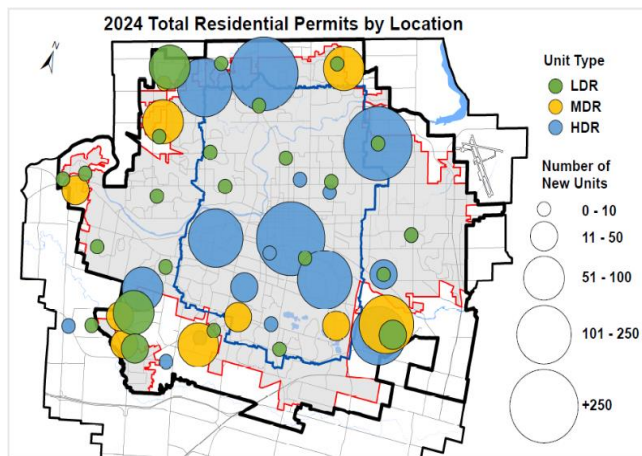 2024 Total Residential Permits by Location
N
Unit Type
LDR
MDR
HDR
Number of
New Units
0 - 10
11 - 50
51 - 100
101 - 250
+250